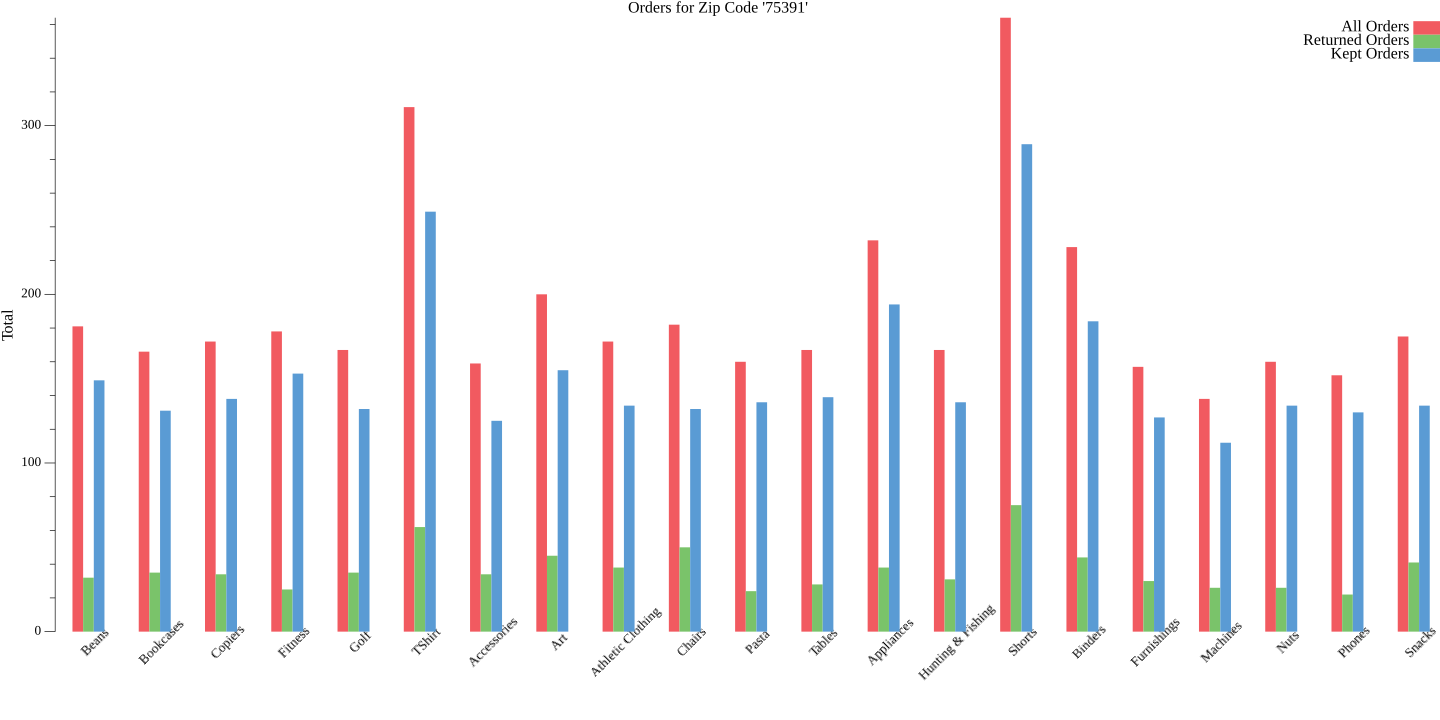 Orders for Zip Code '75391'
All Orders
Returned Orders
Kept Orders
Total
300
200
100
0
Beans
Bookcases
Copiers
Fitness
Golf
TShirt
Accessories
Art
Athletic Clothing
Chairs
Pasta
Tables
Appliances
Hunting & Fishing
Shorts
Binders
Furnishings
Machines
Nuts
Phones
Snacks